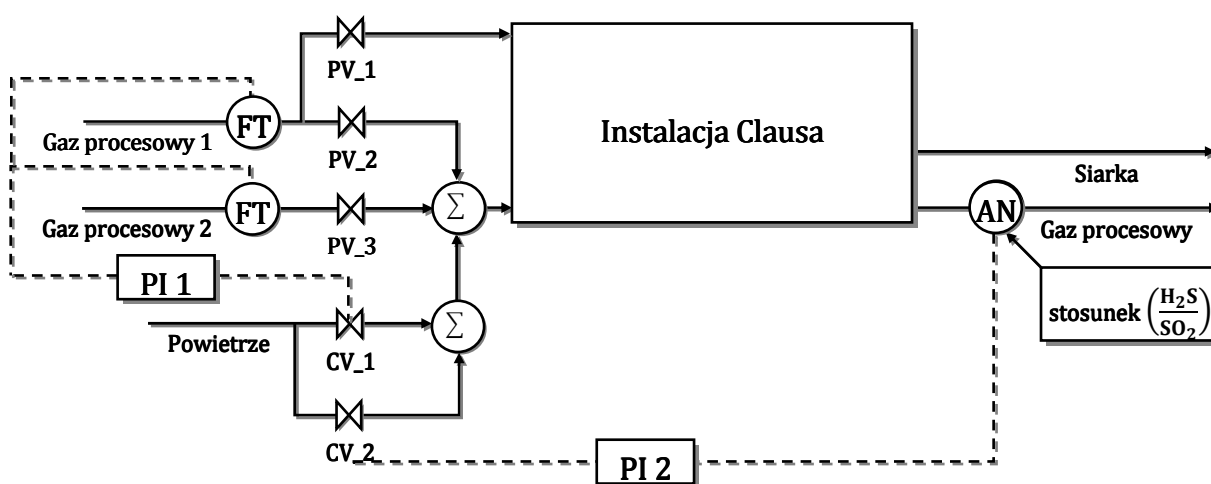 PV_1
Instalacja Clausa
FT
Gaz procesowy 1
PV_2
Siarka
FT
Σ
AN
Gaz procesowy 2
PV_3
Gaz procesowy
PI 1
stosunek (H₂S/SO₂)
Σ
Powietrze
CV_1
CV_2
PI 2